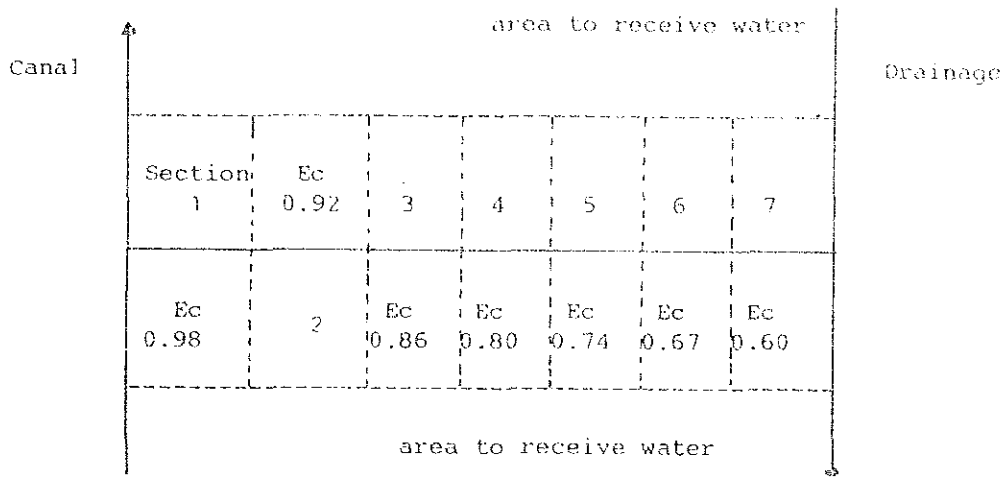 area to receive water
Canal
Drainage
Section Ec
1 0.92 3 4 5 6 7
Ec 2 Ec Ec Ec Ec Ec
0.98 0.86 0.80 0.74 0.67 0.60
area to receive water